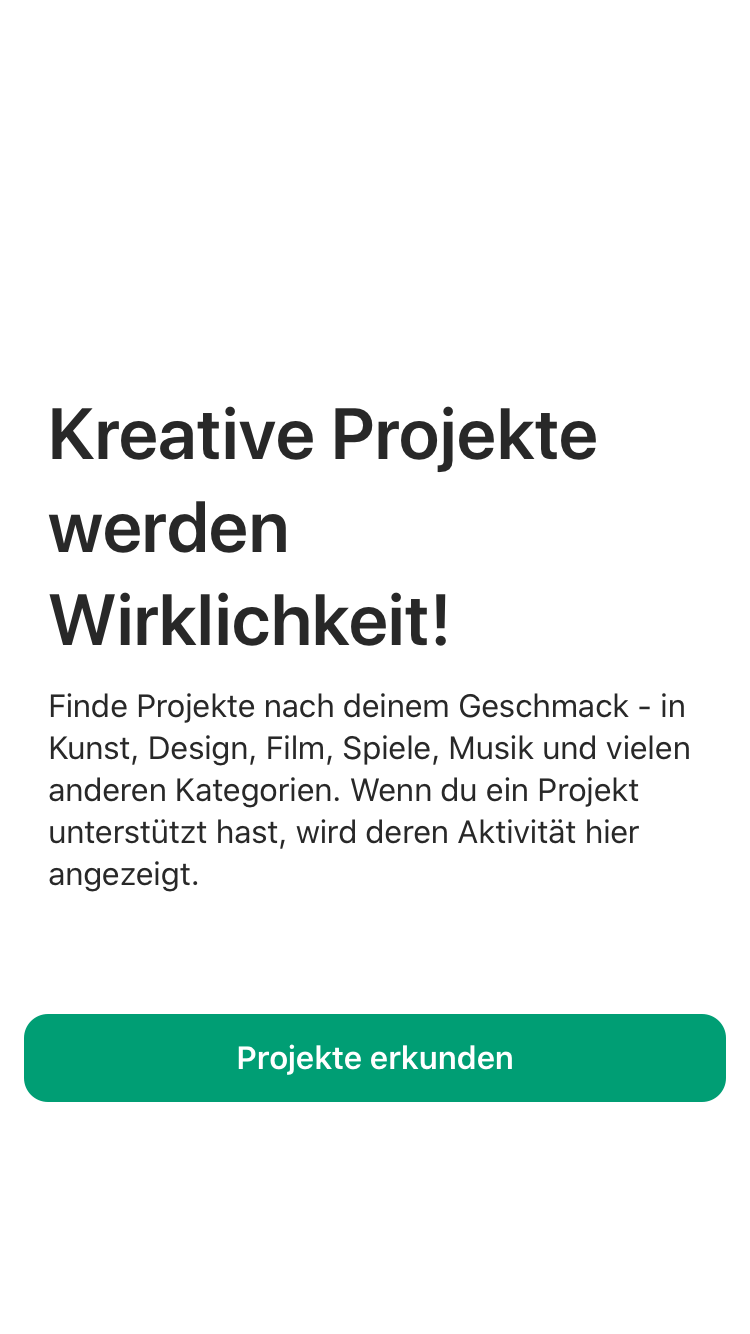 Kreative Projekte
werden
Wirklichkeit!
Finde Projekte nach deinem Geschmack - in
Kunst, Design, Film, Spiele, Musik und vielen
anderen Kategorien. Wenn du ein Projekt
unterstützt hast, wird deren Aktivität hier
angezeigt.
Projekte erkunden